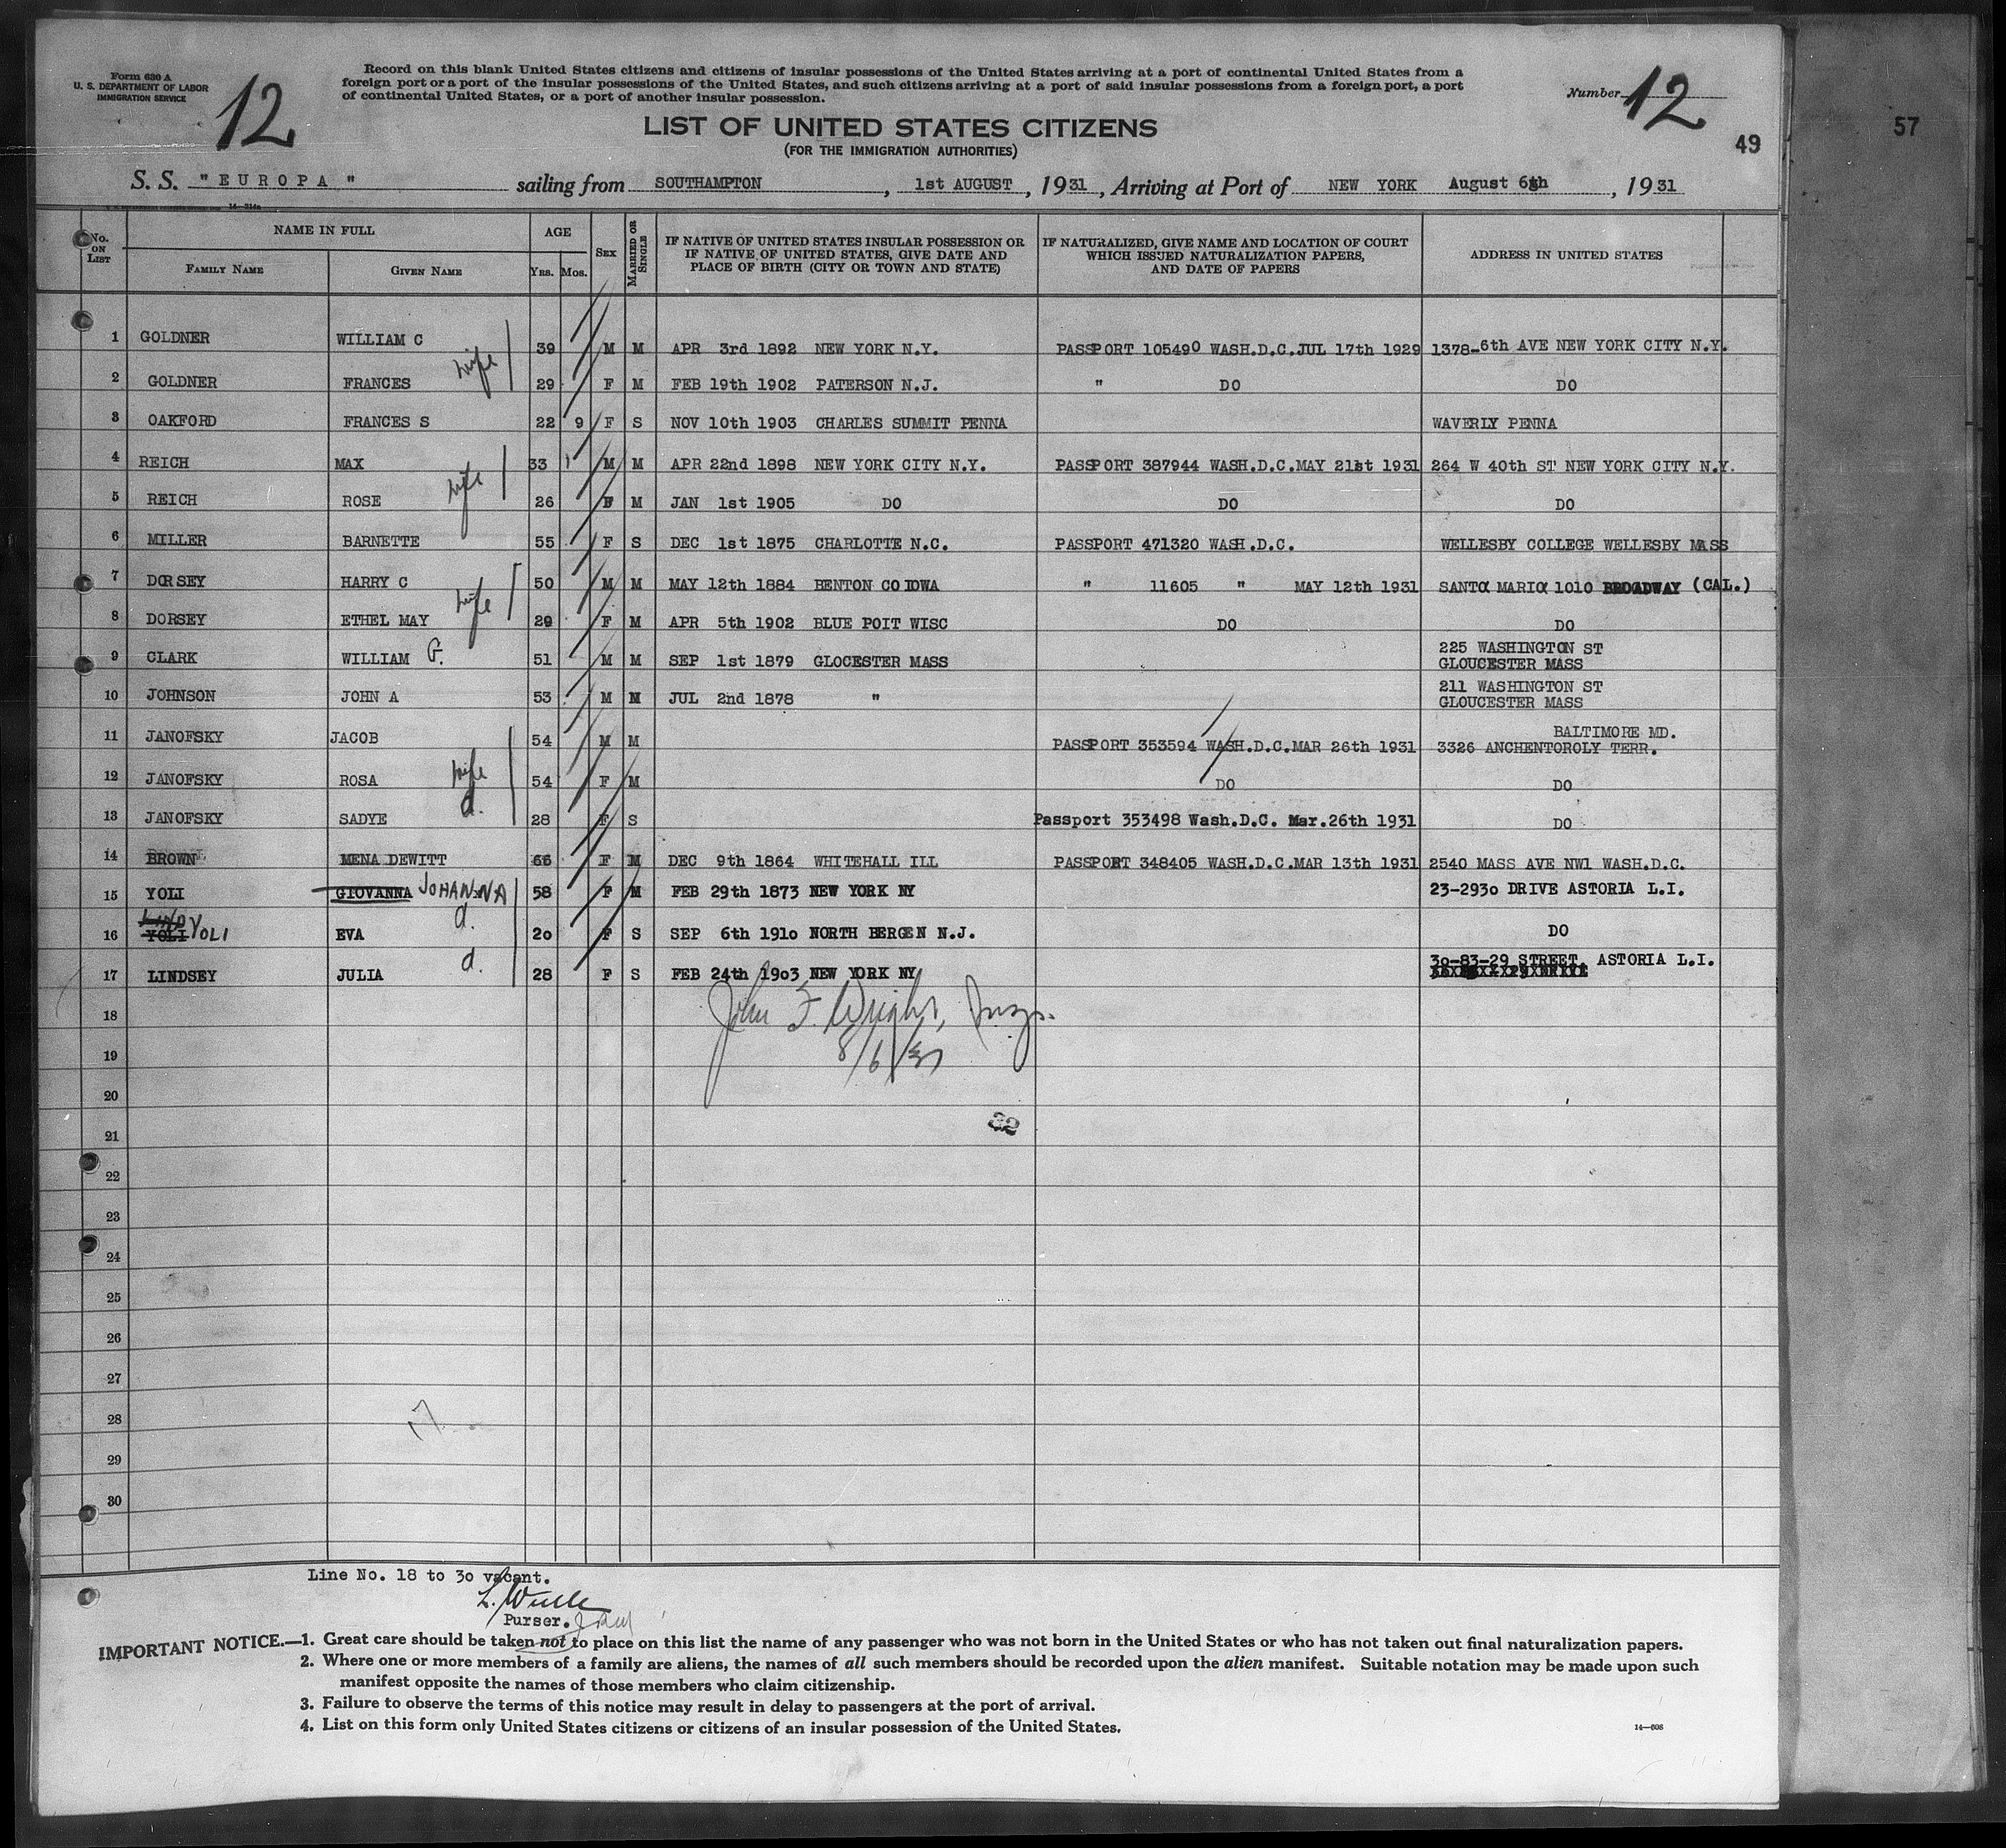 Form 630 A
U. S. DEPARTMENT OF LABOR
IMMIGRATION SERVICE
12
Record on this blank United States citizens and citizens of insular possessions of the United States arriving at a port of continental United States from a
foreign port or a port of the insular possessions of the United States, and such citizens arriving at a port of said insular possessions from a foreign port, a port
of continental United States, or a port of another insular possession.
Number 12
LIST OF UNITED STATES CITIZENS
(FOR THE IMMIGRATION AUTHORITIES)
49
57
S. S. "EUROPA" sailing from SOUTHAMPTON, 1st AUGUST, 1931, Arriving at Port of NEW YORK August 6th, 1931
No. ON LIST NAME IN FULL FAMILY NAME GIVEN NAME AGE YRS. MOS. SEX MARRIED OR SINGLE IF NATIVE OF UNITED STATES INSULAR POSSESSION OR IF NATIVE OF UNITED STATES, GIVE DATE AND PLACE OF BIRTH (CITY OR TOWN AND STATE) IF NATURALIZED, GIVE NAME AND LOCATION OF COURT WHICH ISSUED NATURALIZATION PAPERS, AND DATE OF PAPERS ADDRESS IN UNITED STATES
1 GOLDNER WILLIAM C 39 M M APR 3rd 1892 NEW YORK N.Y. PASSPORT 105490 WASH.D.C.JUL 17th 1929 1378-6th AVE NEW YORK CITY N.Y.
2 GOLDNER FRANCES wife 29 F M FEB 19th 1902 PATERSON N.J. " DO DO
3 OAKFORD FRANCES S 22 9 F S NOV 10th 1903 CHARLES SUMMIT PENNA WAVERLY PENNA
4 REICH MAX 33 M M APR 22nd 1898 NEW YORK CITY N.Y. PASSPORT 387944 WASH.D.C.MAY 21st 1931 264 W 40th ST NEW YORK CITY N.Y.
5 REICH ROSE wife 26 F M JAN 1st 1905 DO DO DO
6 MILLER BARNETTE 55 F S DEC 1st 1875 CHARLOTTE N.C. PASSPORT 471320 WASH.D.C. WELLESBY COLLEGE WELLESBY MASS
7 DORSEY HARRY C 50 M M MAY 12th 1884 BENTON CO IOWA " 11605 " MAY 12th 1931 SANTA MARIA 1010 BROADWAY (CAL.)
8 DORSEY ETHEL MAY wife 29 F M APR 5th 1902 BLUE POIT WISC DO DO
9 CLARK WILLIAM G. 51 M M SEP 1st 1879 GLOCESTER MASS 225 WASHINGTON ST GLOUCESTER MASS
10 JOHNSON JOHN A 53 M M JUL 2nd 1878 " 211 WASHINGTON ST GLOUCESTER MASS
11 JANOFSKY JACOB 54 M M PASSPORT 353594 WASH.D.C.MAR 26th 1931 BALTIMORE MD. 3326 ANCHENTOROLY TERR.
12 JANOFSKY ROSA wife 54 F M DO DO
13 JANOFSKY SADYE d. 28 F S Passport 353498 Wash.D.C. Mar.26th 1931 DO
14 BROWN MENA DEWITT 66 F M DEC 9th 1864 WHITEHALL ILL PASSPORT 348405 WASH.D.C.MAR 13th 1931 2540 MASS AVE NW1 WASH.D.C.
15 YOLI GIOVANNA JOHANNA 58 F M FEB 29th 1873 NEW YORK NY 23-2930 DRIVE ASTORIA L.I.
16 YOLI YOLI EVA d. 20 F S SEP 6th 1910 NORTH BERGEN N.J. DO
17 LINDSEY JULIA d. 28 F S FEB 24th 1903 NEW YORK NY 30-83-29 STREET ASTORIA L.I.
18
John F. Wright, Insp.
19
8/6/31
20
21
22
23
24
25
26
27
28
29
30
17
Line No. 18 to 30 vacant.
Purser.
IMPORTANT NOTICE.—1. Great care should be taken not to place on this list the name of any passenger who was not born in the United States or who has not taken out final naturalization papers.
2. Where one or more members of a family are aliens, the names of all such members should be recorded upon the alien manifest. Suitable notation may be made upon such
manifest opposite the names of those members who claim citizenship.
3. Failure to observe the terms of this notice may result in delay to passengers at the port of arrival.
4. List on this form only United States citizens or citizens of an insular possession of the United States.
14—608